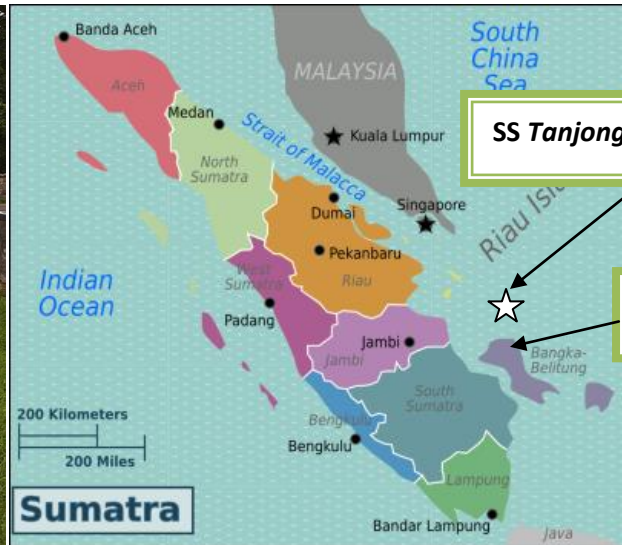 Banda Aceh
South
China
Sea
MALAYSIA
Aceh
Medan
SS Tanjong
Strait of Malacca
Kuala Lumpur
North
Sumatra
Dumai
Singapore
Riau
Pekanbaru
Indian
Ocean
West
Sumatra
Riau
Padang
Jambi
Jambi
Bangka-
Belitung
South
Sumatra
200 Kilometers
200 Miles
Bengkulu
Bengkulu
Lampung
Sumatra
Bandar Lampung
Java